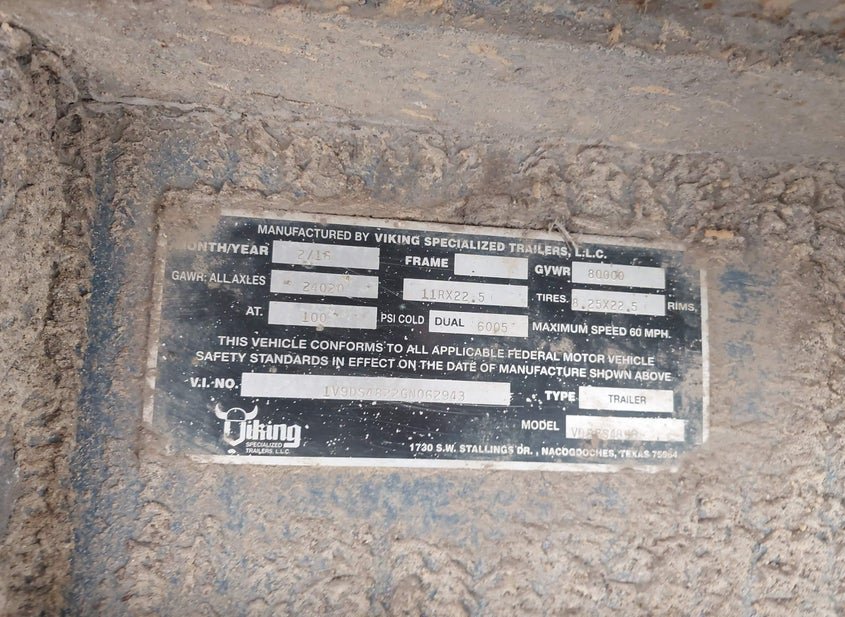 MANUFACTURED BY VIKING SPECIALIZED TRAILERS, L.L.C.
MONTH/YEAR 2/16 FRAME GVWR 80000
GAWR: ALL AXLES 24020 11RX22.5 TIRES. 8.25X22.5 RIMS,
AT. 100 PSI COLD DUAL 6005 MAXIMUM SPEED 60 MPH.
THIS VEHICLE CONFORMS TO ALL APPLICABLE FEDERAL MOTOR VEHICLE
SAFETY STANDARDS IN EFFECT ON THE DATE OF MANUFACTURE SHOWN ABOVE
V.I. NO. TYPE TRAILER
MODEL
Viking
SPECIALIZED
TRAILERS, L.L.C.
1730 S.W. STALLINGS DR. , NACOGDOCHES, TEXAS 75964